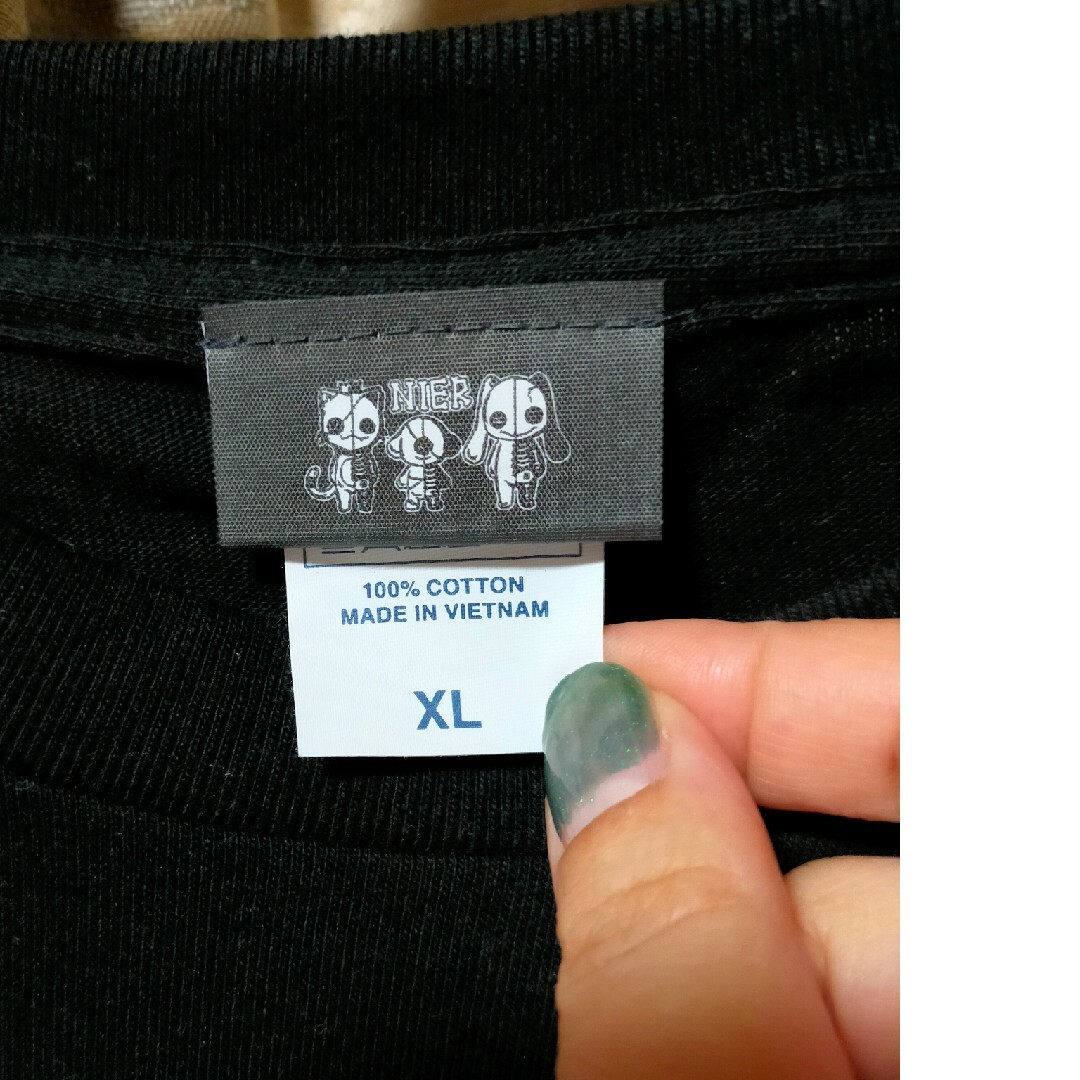 NIER
100% COTTON
MADE IN VIETNAM
XL